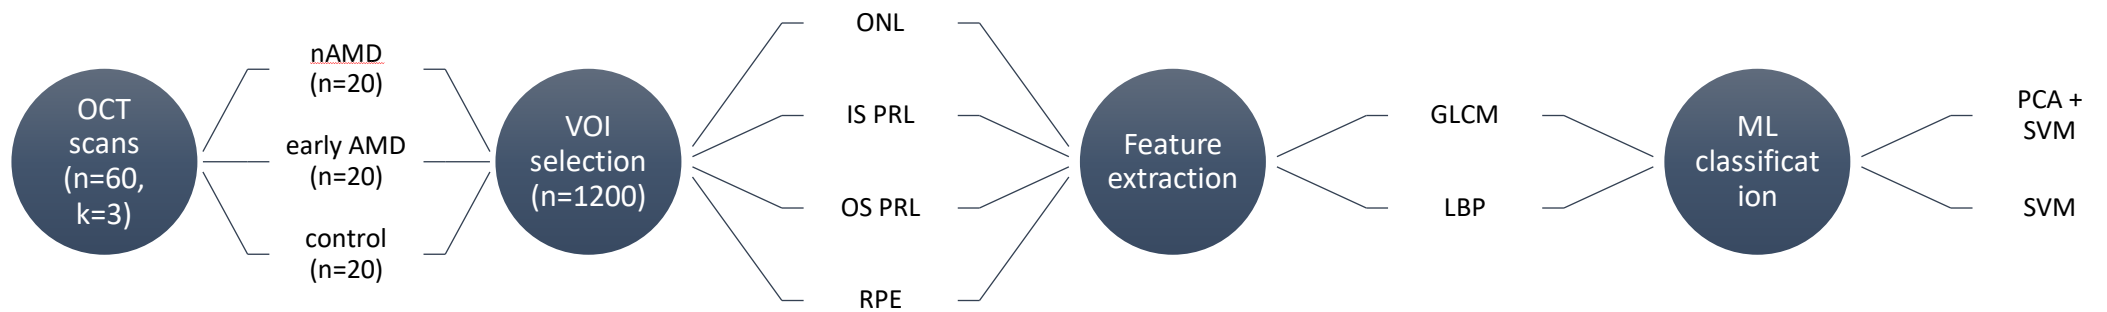 OCT
scans
(n=60,
k=3)
nAMD
(n=20)
early AMD
(n=20)
control
(n=20)
VOI
selection
(n=1200)
ONL
IS PRL
OS PRL
RPE
Feature
extraction
GLCM
LBP
ML
classificat
ion
PCA +
SVM
SVM